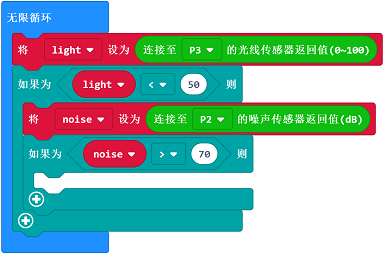 无限循环
将 light 设为 连接至 P3 的光线传感器返回值(0~100)
如果为 light < 50 则
将 noise 设为 连接至 P2 的噪声传感器返回值(dB)
如果为 noise > 70 则